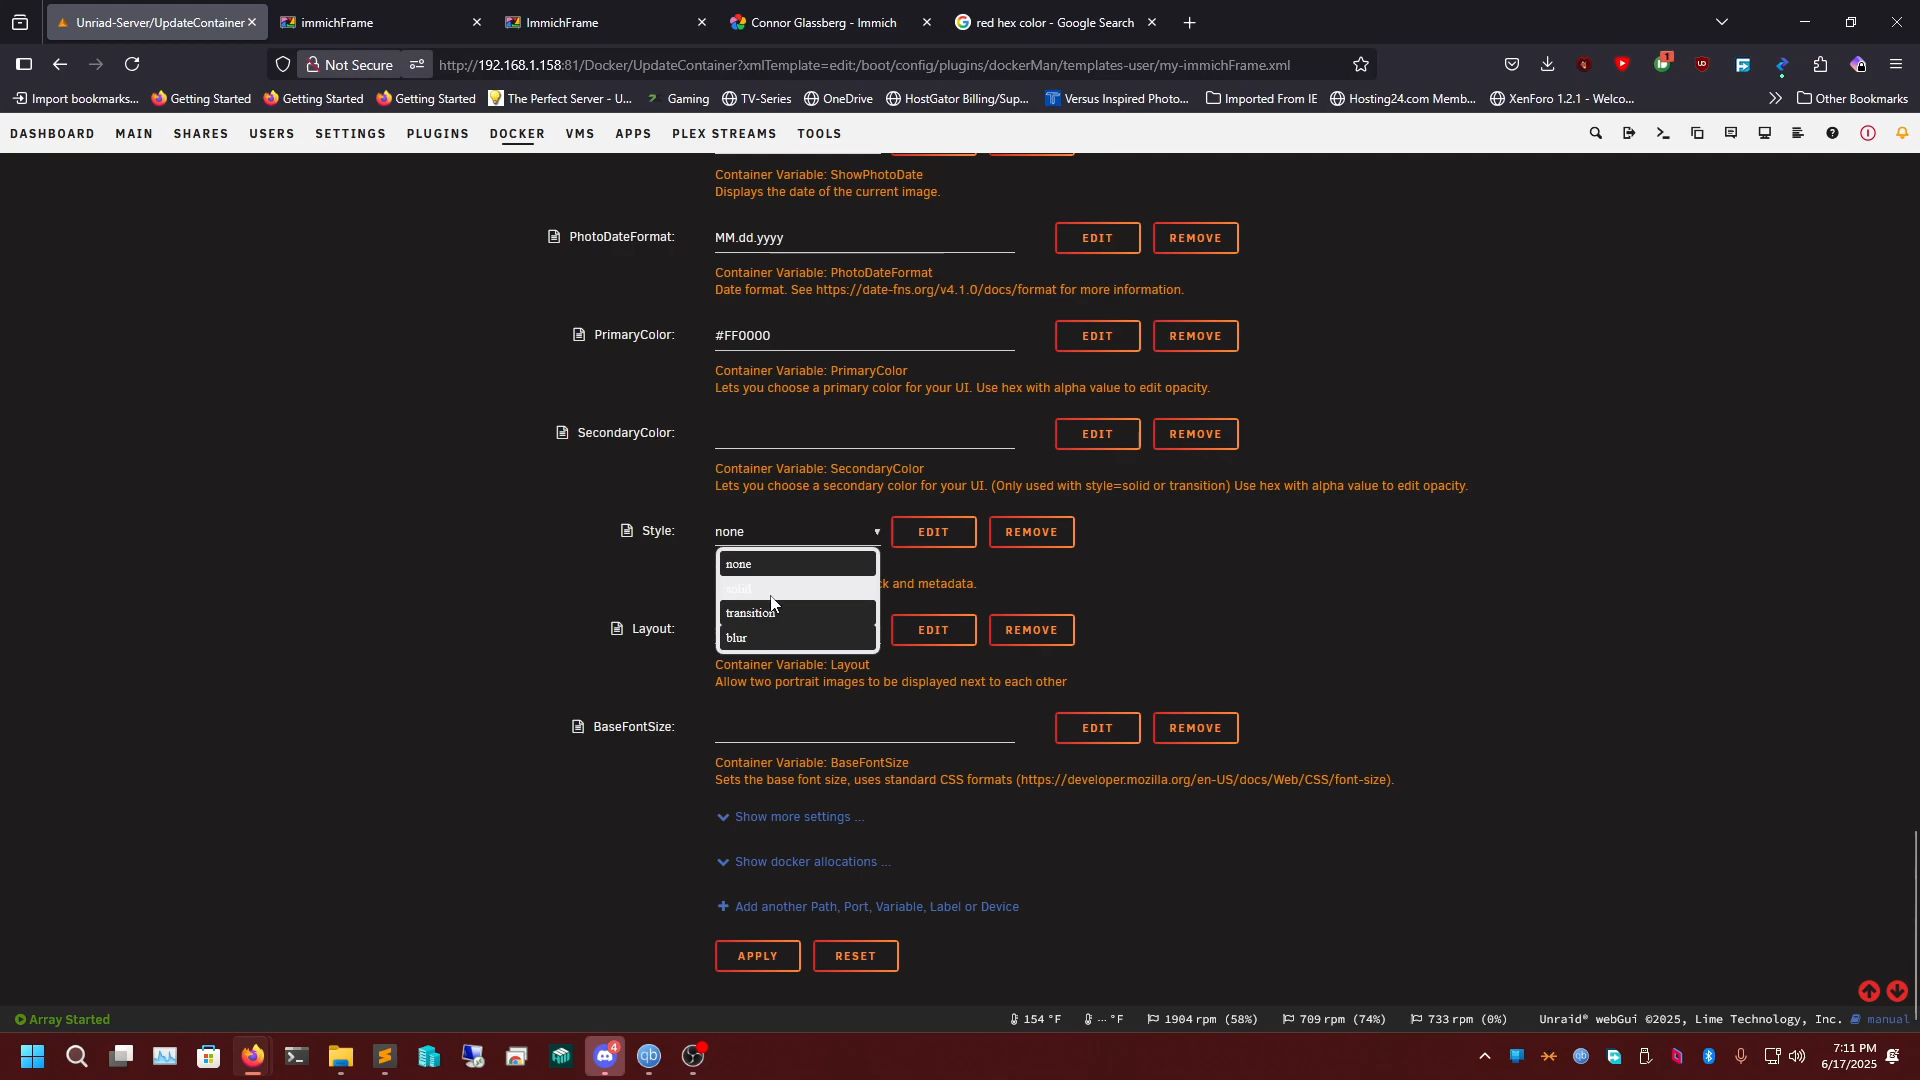 Unriad-Server/UpdateContainer
immichFrame
ImmichFrame
Connor Glassberg - Immich
red hex color - Google Search
Not Secure
http://192.168.1.158:81/Docker/UpdateContainer?xmlTemplate=edit:/boot/config/plugins/dockerMan/templates-user/my-immichFrame.xml
1
Import bookmarks...
Getting Started
Getting Started
Getting Started
The Perfect Server - U...
Gaming
TV-Series
OneDrive
HostGator Billing/Sup...
Versus Inspired Photo...
Imported From IE
Hosting24.com Memb...
XenForo 1.2.1 - Welco...
Other Bookmarks
DASHBOARD MAIN SHARES USERS SETTINGS PLUGINS DOCKER VMS APPS PLEX STREAMS TOOLS
Container Variable: ShowPhotoDate
Displays the date of the current image.
PhotoDateFormat: MM.dd.yyyy EDIT REMOVE
Container Variable: PhotoDateFormat
Date format. See https://date-fns.org/v4.1.0/docs/format for more information.
PrimaryColor: #FF0000 EDIT REMOVE
Container Variable: PrimaryColor
Lets you choose a primary color for your UI. Use hex with alpha value to edit opacity.
SecondaryColor: EDIT REMOVE
Container Variable: SecondaryColor
Lets you choose a secondary color for your UI. (Only used with style=solid or transition) Use hex with alpha value to edit opacity.
Style: none EDIT REMOVE
none
solid
k and metadata.
transition
blur
Layout: EDIT REMOVE
Container Variable: Layout
Allow two portrait images to be displayed next to each other
BaseFontSize: EDIT REMOVE
Container Variable: BaseFontSize
Sets the base font size, uses standard CSS formats (https://developer.mozilla.org/en-US/docs/Web/CSS/font-size).
Show more settings ...
Show docker allocations ...
Add another Path, Port, Variable, Label or Device
APPLY RESET
Array Started
154 °F -- °F 1904 rpm (58%) 709 rpm (74%) 733 rpm (0%) Unraid® webGui ©2025, Lime Technology, Inc. manual
4
qb
7:11 PM
6/17/2025